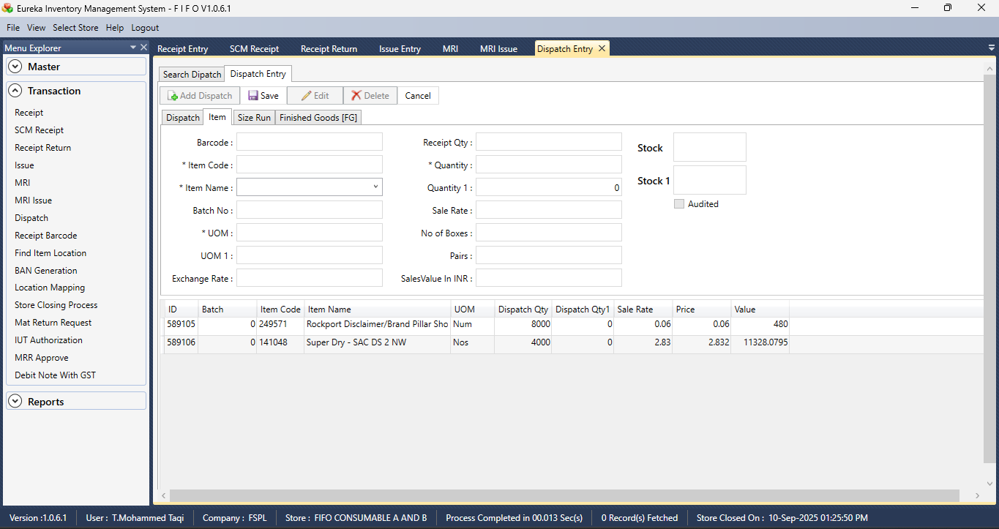 Eureka Inventory Management System - F I F O V1.0.6.1
File View Select Store Help Logout
Menu Explorer
Receipt Entry SCM Receipt Receipt Return Issue Entry MRI MRI Issue Dispatch Entry
Master
Transaction
Receipt
SCM Receipt
Receipt Return
Issue
MRI
MRI Issue
Dispatch
Receipt Barcode
Find Item Location
BAN Generation
Location Mapping
Store Closing Process
Mat Return Request
IUT Authorization
MRR Approve
Debit Note With GST
Reports
Search Dipatch Dispatch Entry
Add Dispatch Save Edit Delete Cancel
Dispatch Item Size Run Finished Goods [FG]
Barcode : Receipt Qty : Stock
* Item Code : * Quantity :
* Item Name : Quantity 1 : 0 Stock 1
Batch No : Sale Rate : Audited
* UOM : No of Boxes :
UOM 1 : Pairs :
Exchange Rate : SalesValue In INR :
ID Batch Item Code Item Name UOM Dispatch Qty Dispatch Qty1 Sale Rate Price Value
589105 0 249571 Rockport Disclaimer/Brand Pillar Sho Num 8000 0 0.06 0.06 480
589106 0 141048 Super Dry - SAC DS 2 NW Nos 4000 0 2.83 2.832 11328.0795
Version :1.0.6.1 User : T.Mohammed Taqi Company : FSPL Store : FIFO CONSUMABLE A AND B Process Completed in 00.013 Sec(s) 0 Record(s) Fetched Store Closed On : 10-Sep-2025 01:25:50 PM